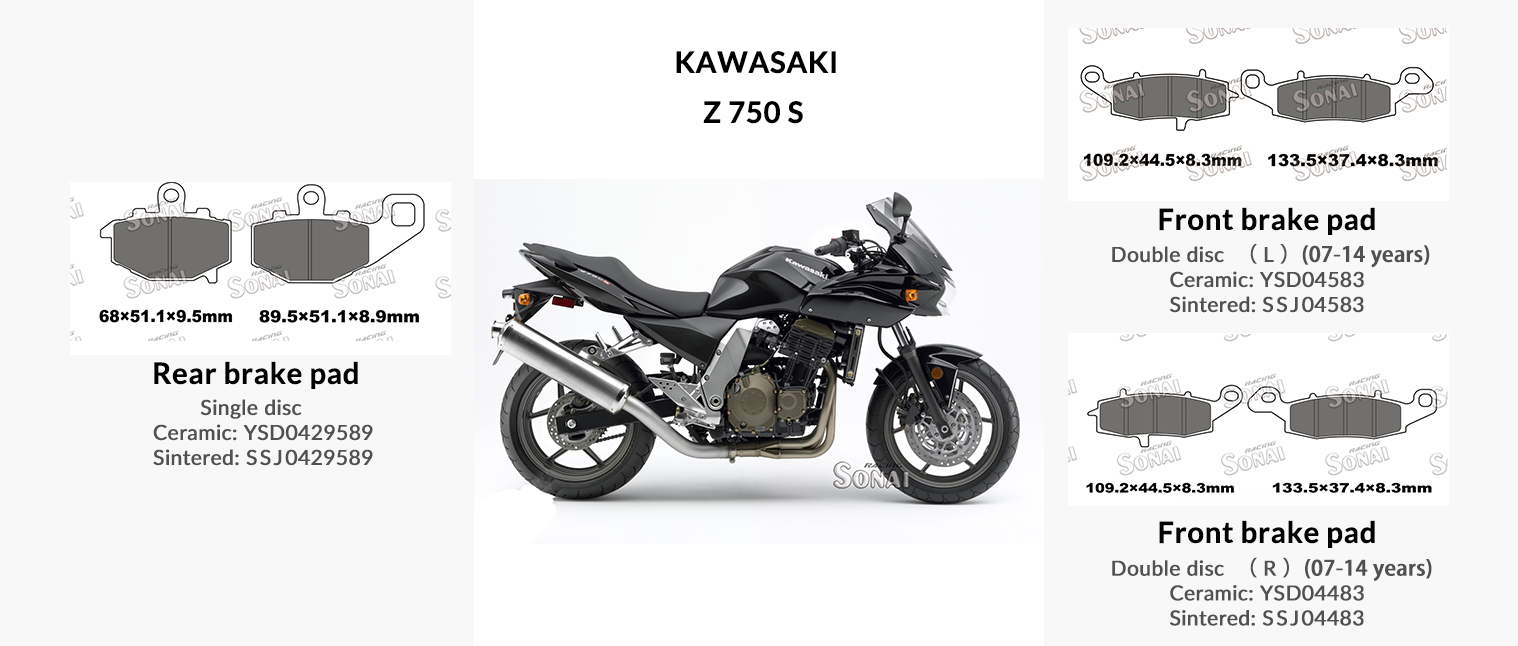 KAWASAKI
Z 750 S
68×51.1×9.5mm
89.5×51.1×8.9mm
Rear brake pad
Single disc
Ceramic: YSD0429589
Sintered: SSJ0429589
Kawasaki
RACING
SONAI
109.2×44.5×8.3mm
133.5×37.4×8.3mm
Front brake pad
Double disc （L）(07-14 years)
Ceramic: YSD04583
Sintered: SSJ04583
109.2×44.5×8.3mm
133.5×37.4×8.3mm
Front brake pad
Double disc （R）(07-14 years)
Ceramic: YSD04483
Sintered: SSJ04483